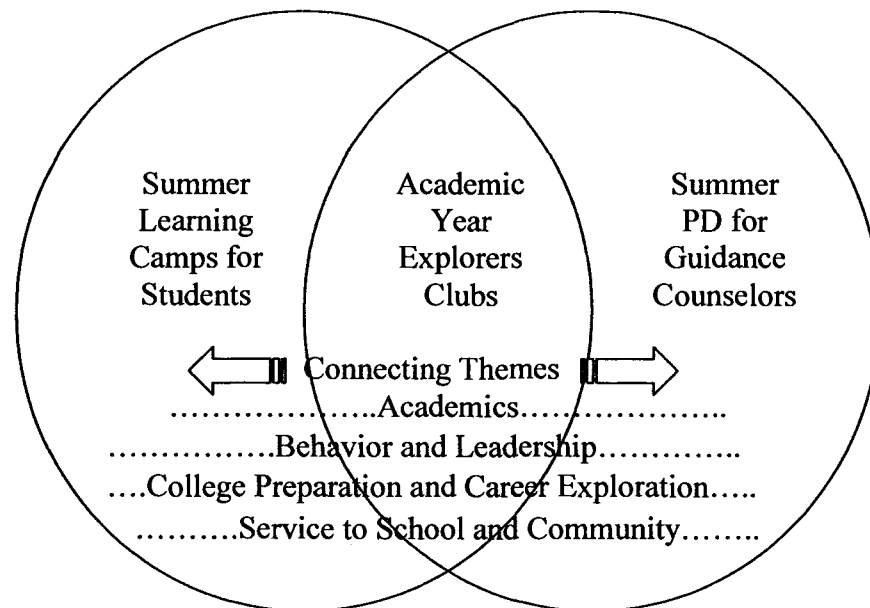 Summer
Learning
Camps for
Students
Academic
Year
Explorers
Clubs
Summer
PD for
Guidance
Counselors
Connecting Themes
………………..Academics…………………
……………Behavior and Leadership…………..
….College Preparation and Career Exploration…..
……….Service to School and Community……..